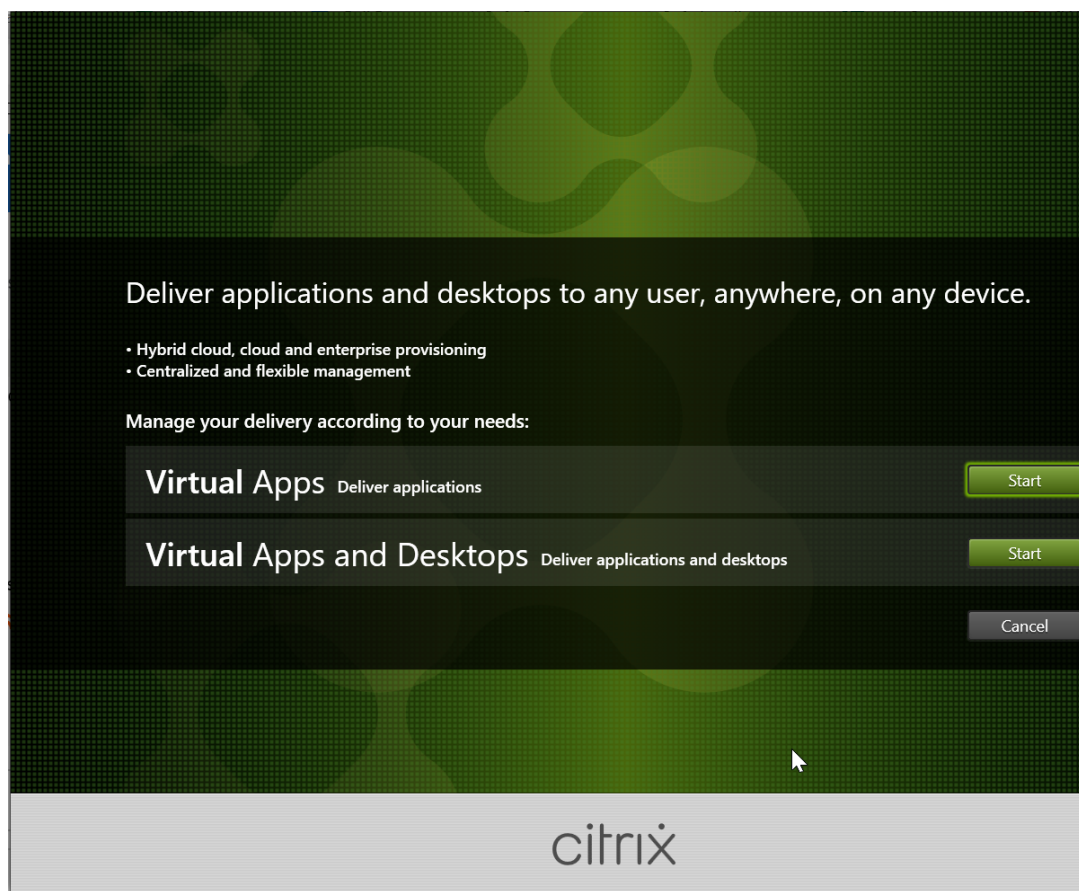 Deliver applications and desktops to any user, anywhere, on any device.
• Hybrid cloud, cloud and enterprise provisioning
• Centralized and flexible management
Manage your delivery according to your needs:
Virtual Apps Deliver applications Start
Virtual Apps and Desktops Deliver applications and desktops Start
Cancel
citrix